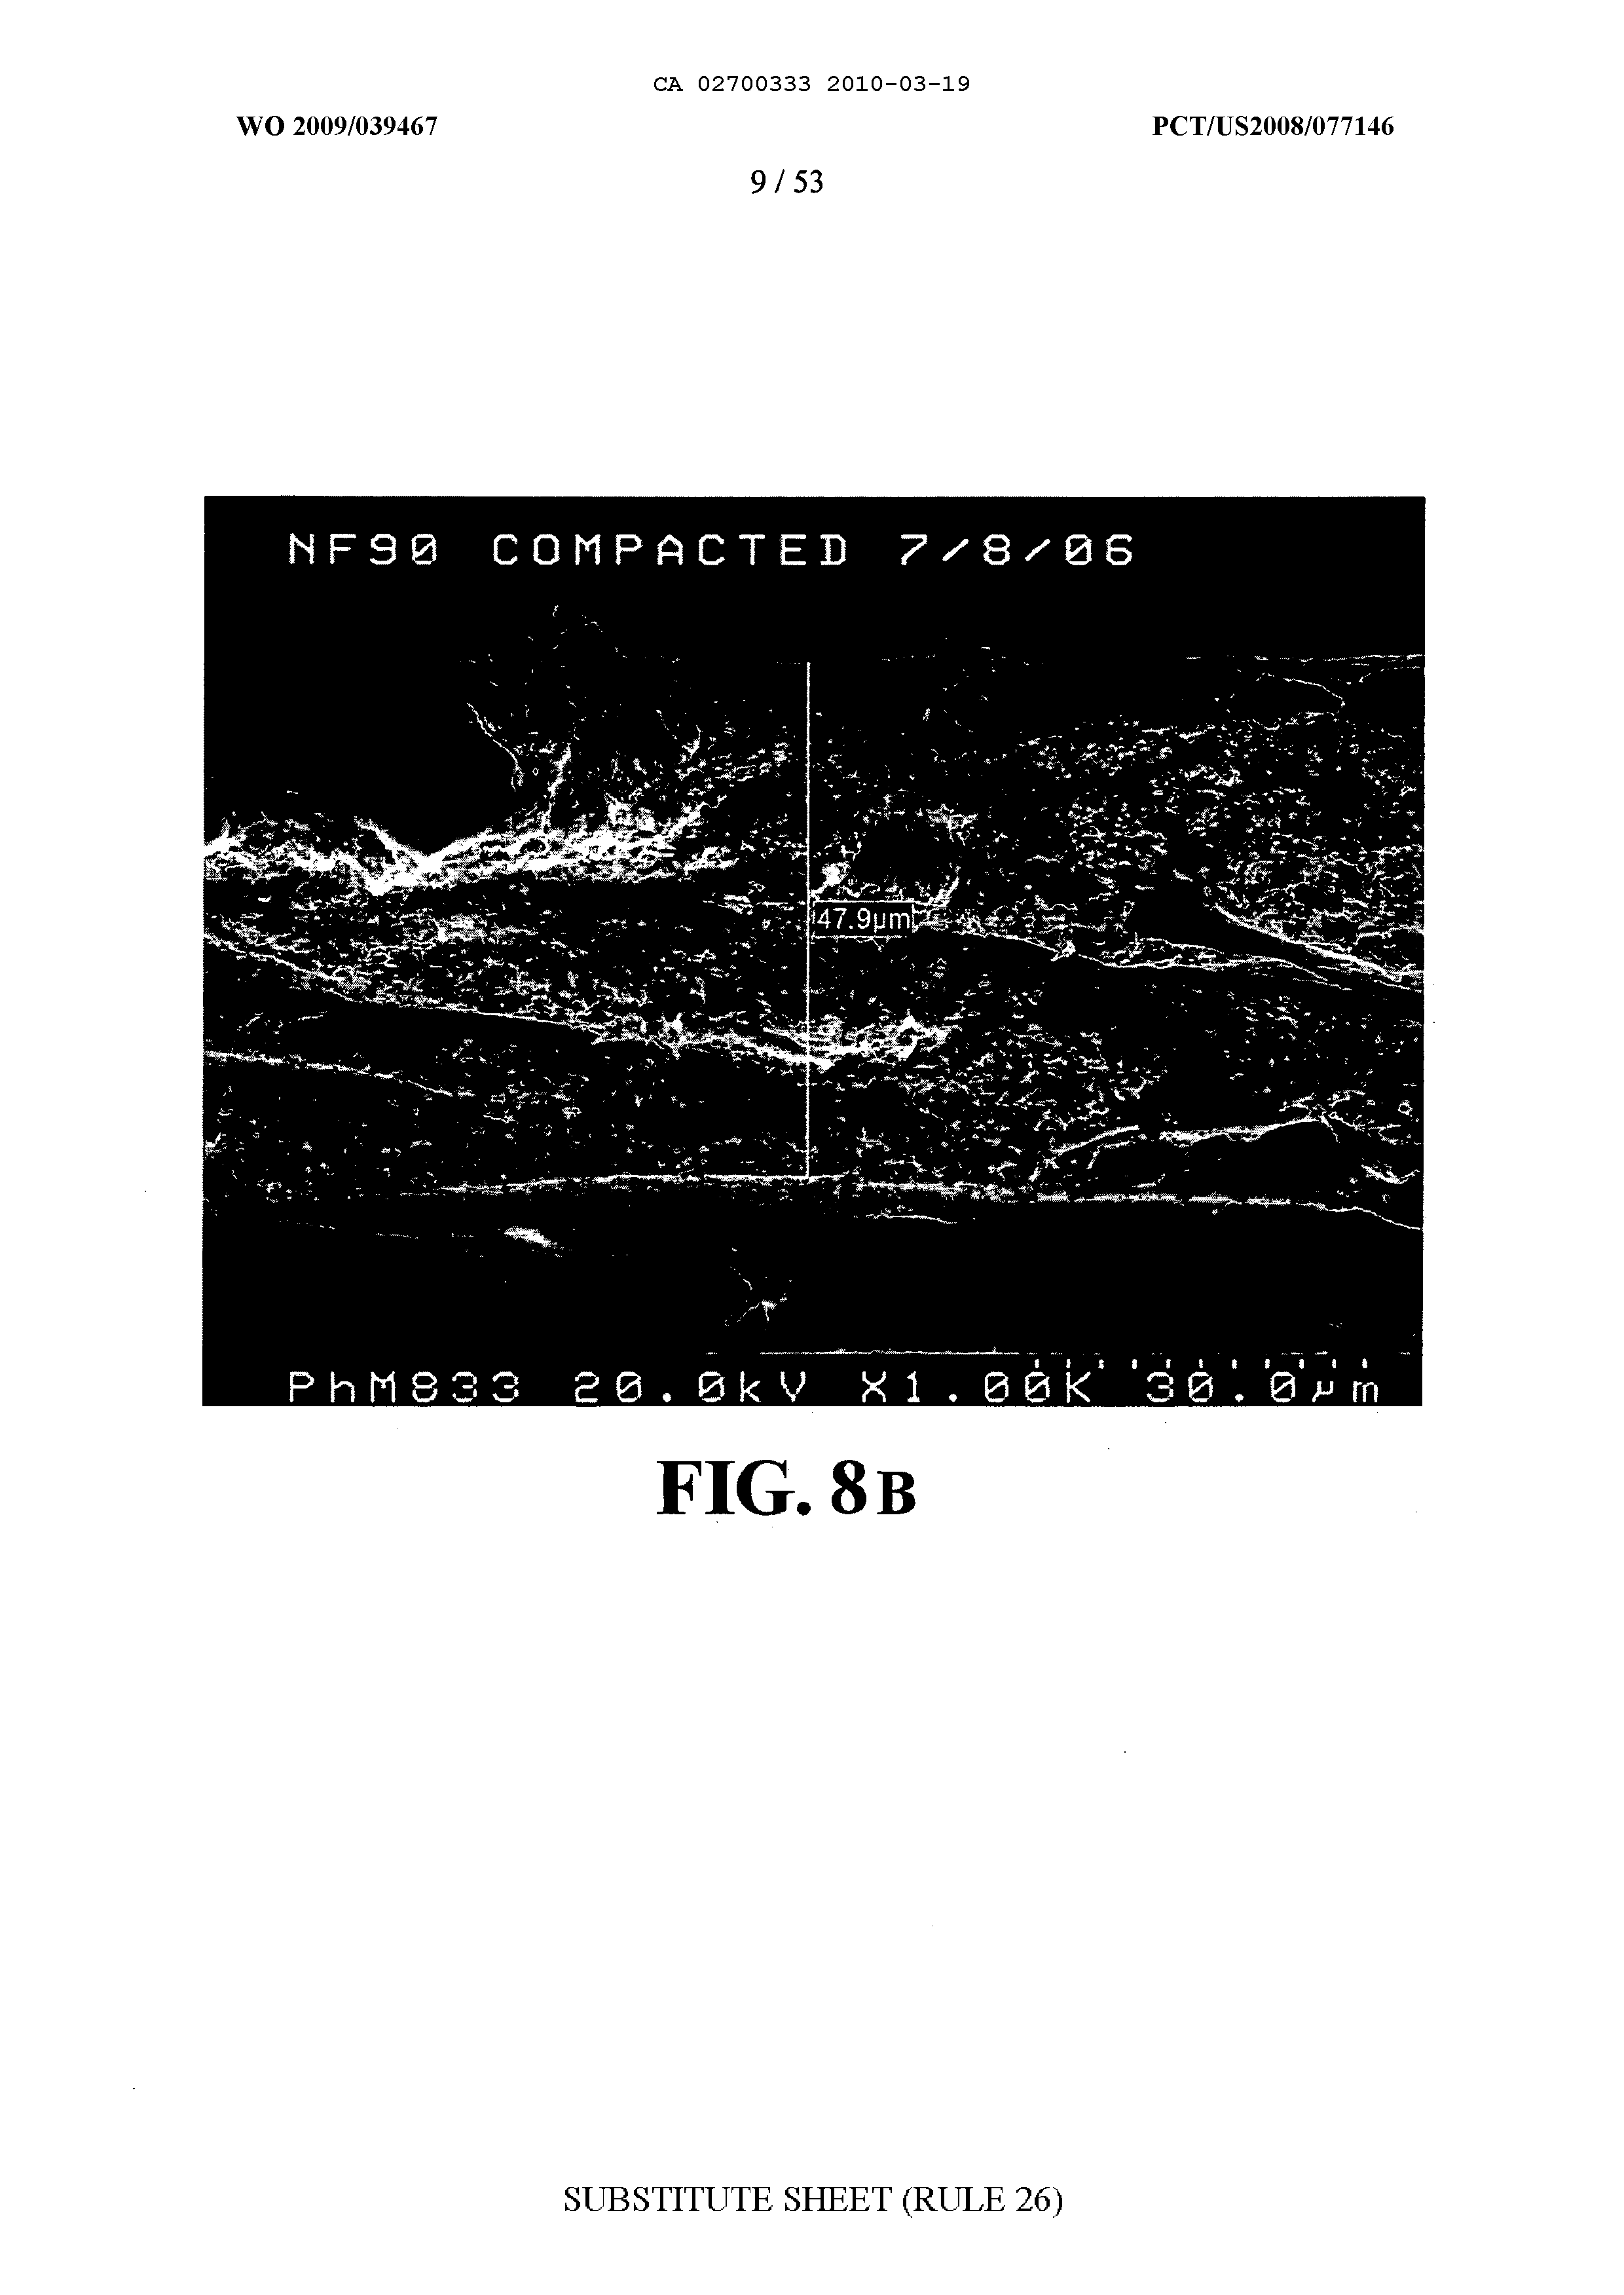 CA 02700333 2010-03-19
WO 2009/039467 PCT/US2008/077146
9 / 53
NF90 COMPACTED 7/8/06
47.9µm
PhM833 20.0kV X1.00K 30.0µm
FIG. 8B
SUBSTITUTE SHEET (RULE 26)